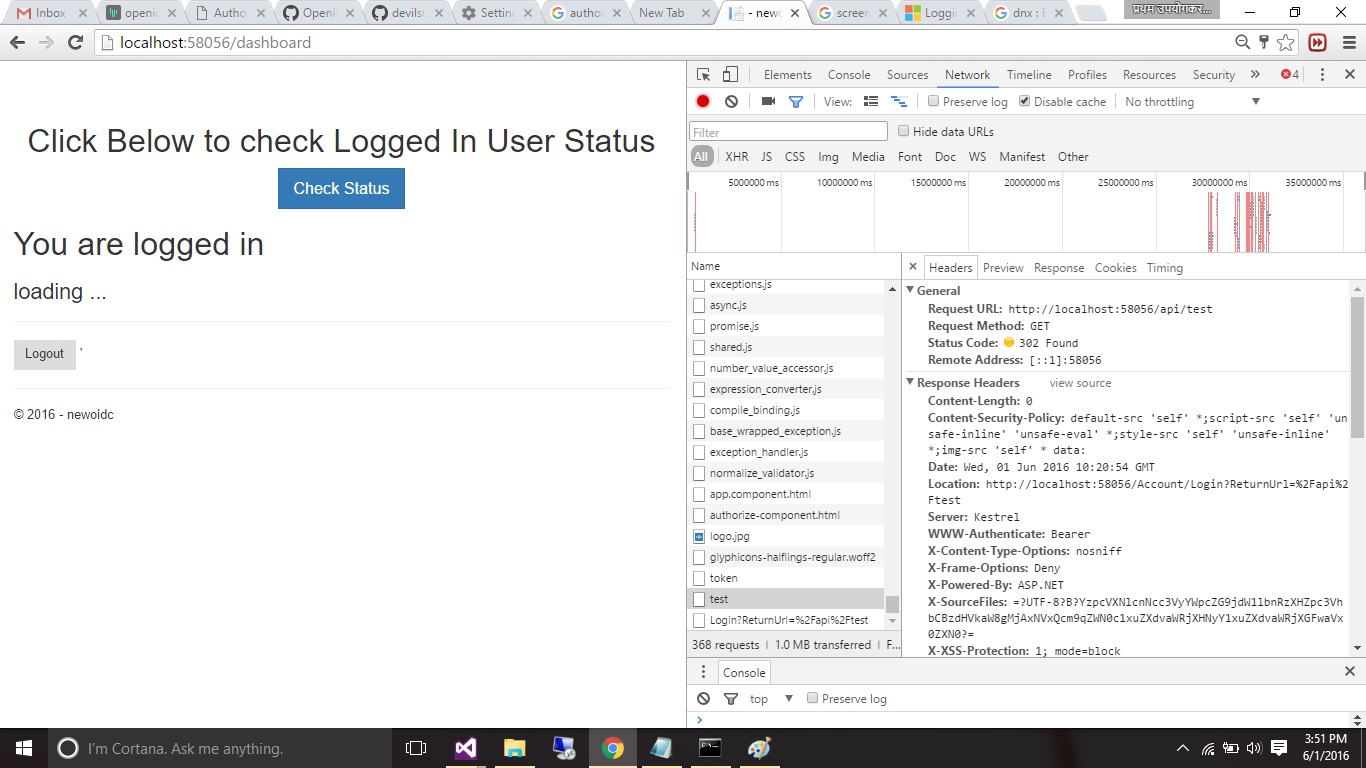 Inbox
openid
Autho
OpenI
devilsu
Setting
author
New Tab
- newo
screen
Loggin
dnx : E
प्रथम उपयोगकर...
localhost:58056/dashboard
Click Below to check Logged In User Status
Check Status
You are logged in
loading ...
Logout '
© 2016 - newoidc
Elements Console Sources Network Timeline Profiles Resources Security » 4
View: Preserve log Disable cache No throttling
Filter Hide data URLs
All XHR JS CSS Img Media Font Doc WS Manifest Other
5000000 ms 10000000 ms 15000000 ms 20000000 ms 25000000 ms 30000000 ms 35000000 ms
Name
exceptions.js
async.js
promise.js
shared.js
number_value_accessor.js
expression_converter.js
compile_binding.js
base_wrapped_exception.js
exception_handler.js
normalize_validator.js
app.component.html
authorize-component.html
logo.jpg
glyphicons-halflings-regular.woff2
token
test
Login?ReturnUrl=%2Fapi%2Ftest
368 requests | 1.0 MB transferred | F...
Headers Preview Response Cookies Timing
General
Request URL: http://localhost:58056/api/test
Request Method: GET
Status Code: 302 Found
Remote Address: [::1]:58056
Response Headers view source
Content-Length: 0
Content-Security-Policy: default-src 'self' *;script-src 'self' 'un
safe-inline' 'unsafe-eval' *;style-src 'self' 'unsafe-inline'
*;img-src 'self' * data:
Date: Wed, 01 Jun 2016 10:20:54 GMT
Location: http://localhost:58056/Account/Login?ReturnUrl=%2Fapi%2
Ftest
Server: Kestrel
WWW-Authenticate: Bearer
X-Content-Type-Options: nosniff
X-Frame-Options: Deny
X-Powered-By: ASP.NET
X-SourceFiles: =?UTF-8?B?YzpcVXNlcnNcc3VyYWpcZG9jdW1lbnRzXHZpc3Vh
bCBzdHVkaW8gMjAxNVxQcm9qZWN0c1xuZXdvaWRjXHNyY1xuZXdvaWRjXGFwaVx
0ZXN0?=
X-XSS-Protection: 1; mode=block
Console
top Preserve log
I'm Cortana. Ask me anything.
3:51 PM
6/1/2016